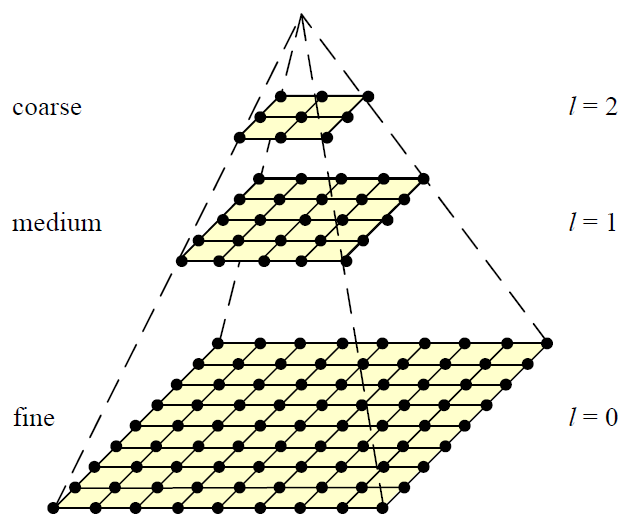 coarse l = 2
medium l = 1
fine l = 0